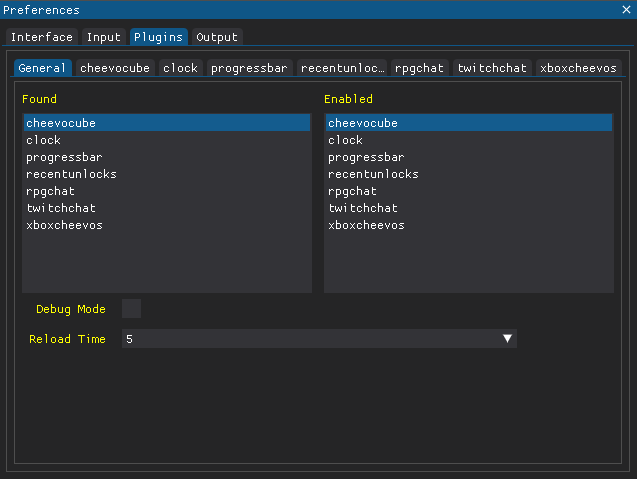 Preferences
Interface Input Plugins Output
General cheevocube clock progressbar recentunloc… rpgchat twitchchat xboxcheevos
Found Enabled
cheevocube cheevocube
clock clock
progressbar progressbar
recentunlocks recentunlocks
rpgchat rpgchat
twitchchat twitchchat
xboxcheevos xboxcheevos
Debug Mode
Reload Time 5